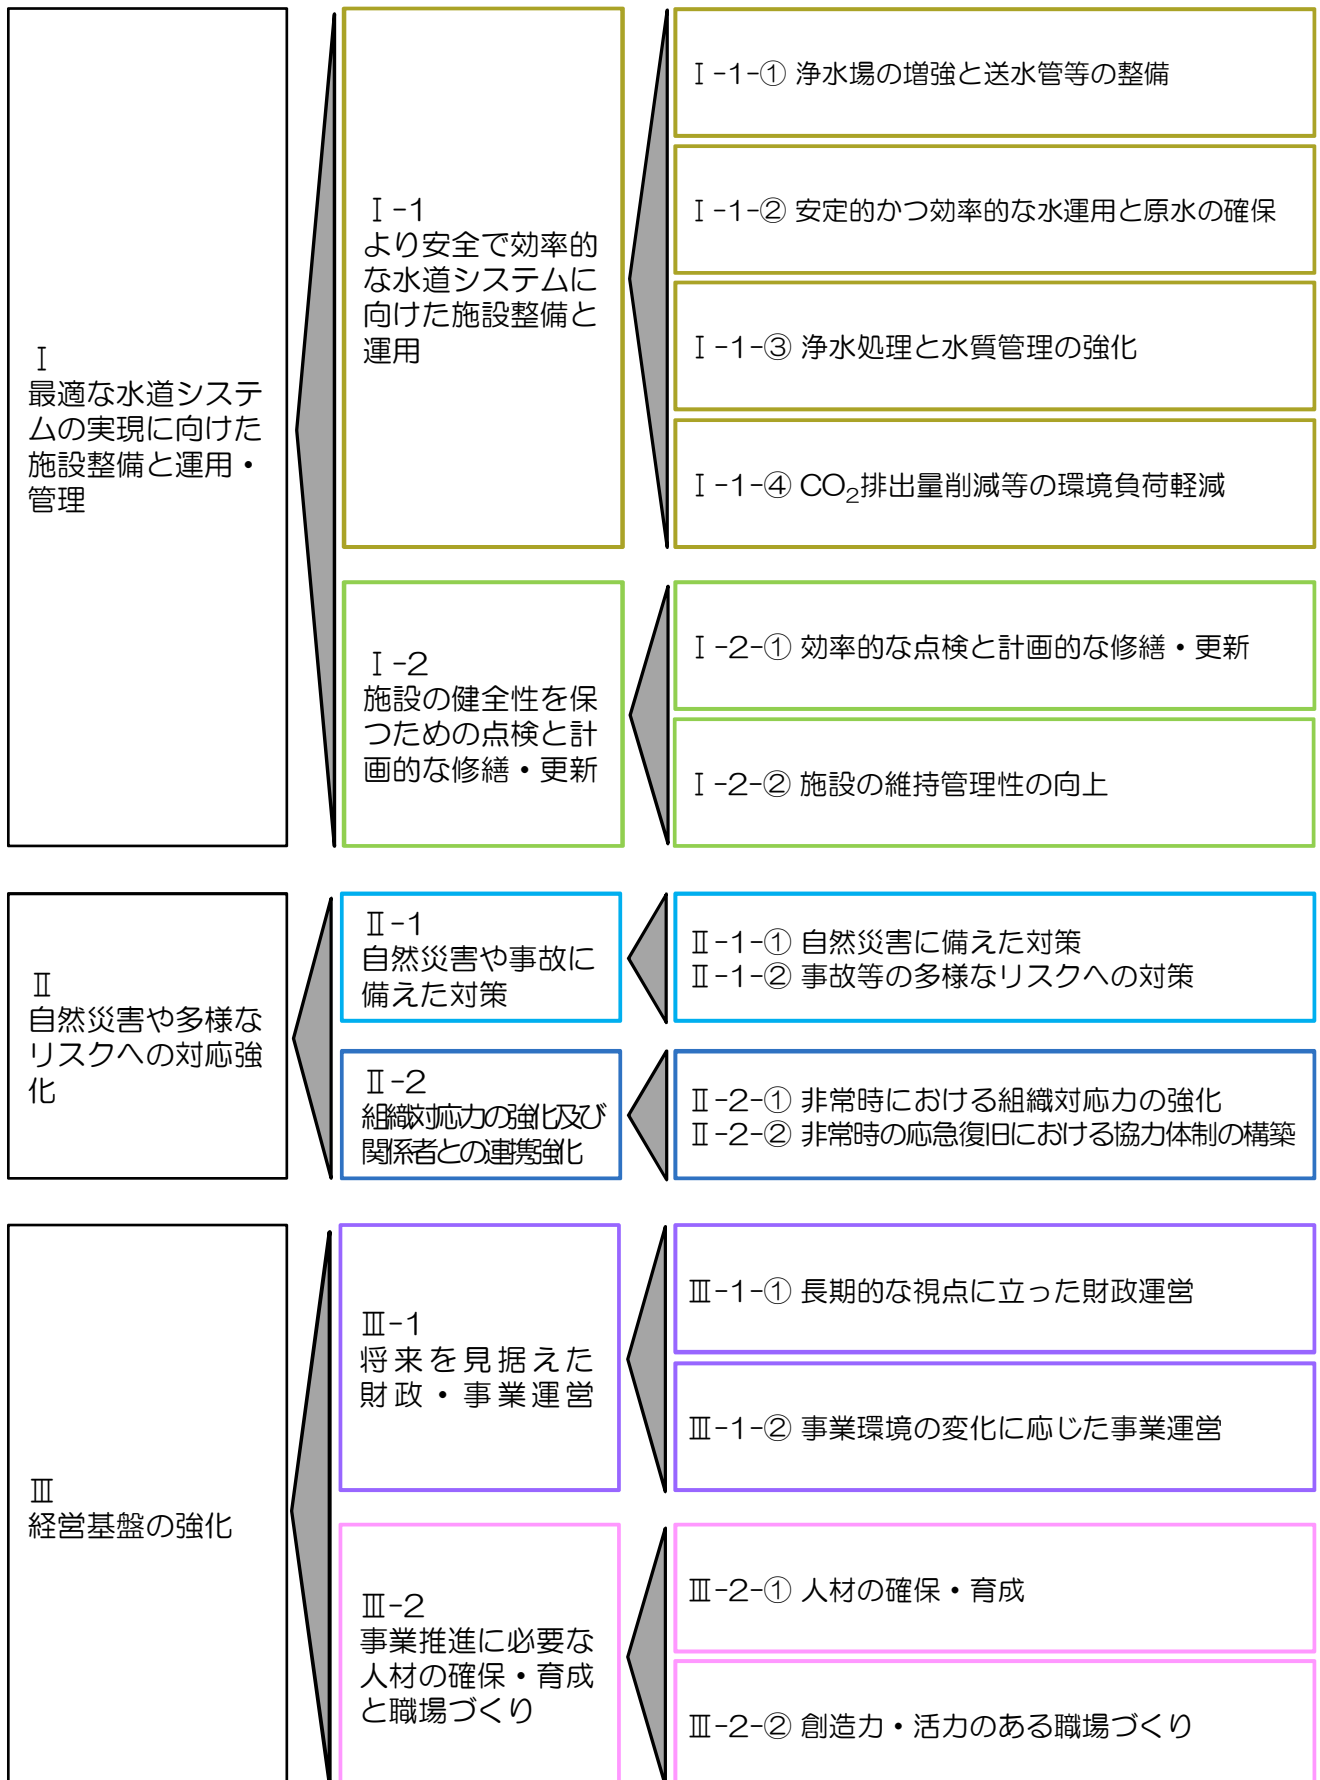 Ⅰ
最適な水道システ
ムの実現に向けた
施設整備と運用・
管理
Ⅰ-1
より安全で効率的
な水道システムに
向けた施設整備と
運用
Ⅰ-1-① 浄水場の増強と送水管等の整備
Ⅰ-1-② 安定的かつ効率的な水運用と原水の確保
Ⅰ-1-③ 浄水処理と水質管理の強化
Ⅰ-1-④ CO₂排出量削減等の環境負荷軽減
Ⅰ-2
施設の健全性を保
つための点検と計
画的な修繕・更新
Ⅰ-2-① 効率的な点検と計画的な修繕・更新
Ⅰ-2-② 施設の維持管理性の向上
Ⅱ
自然災害や多様な
リスクへの対応強
化
Ⅱ-1
自然災害や事故に
備えた対策
Ⅱ-1-① 自然災害に備えた対策
Ⅱ-1-② 事故等の多様なリスクへの対策
Ⅱ-2
組織対応力の強化及び
関係者との連携強化
Ⅱ-2-① 非常時における組織対応力の強化
Ⅱ-2-② 非常時の応急復旧における協力体制の構築
Ⅲ
経営基盤の強化
Ⅲ-1
将来を見据えた
財政・事業運営
Ⅲ-1-① 長期的な視点に立った財政運営
Ⅲ-1-② 事業環境の変化に応じた事業運営
Ⅲ-2
事業推進に必要な
人材の確保・育成
と職場づくり
Ⅲ-2-① 人材の確保・育成
Ⅲ-2-② 創造力・活力のある職場づくり